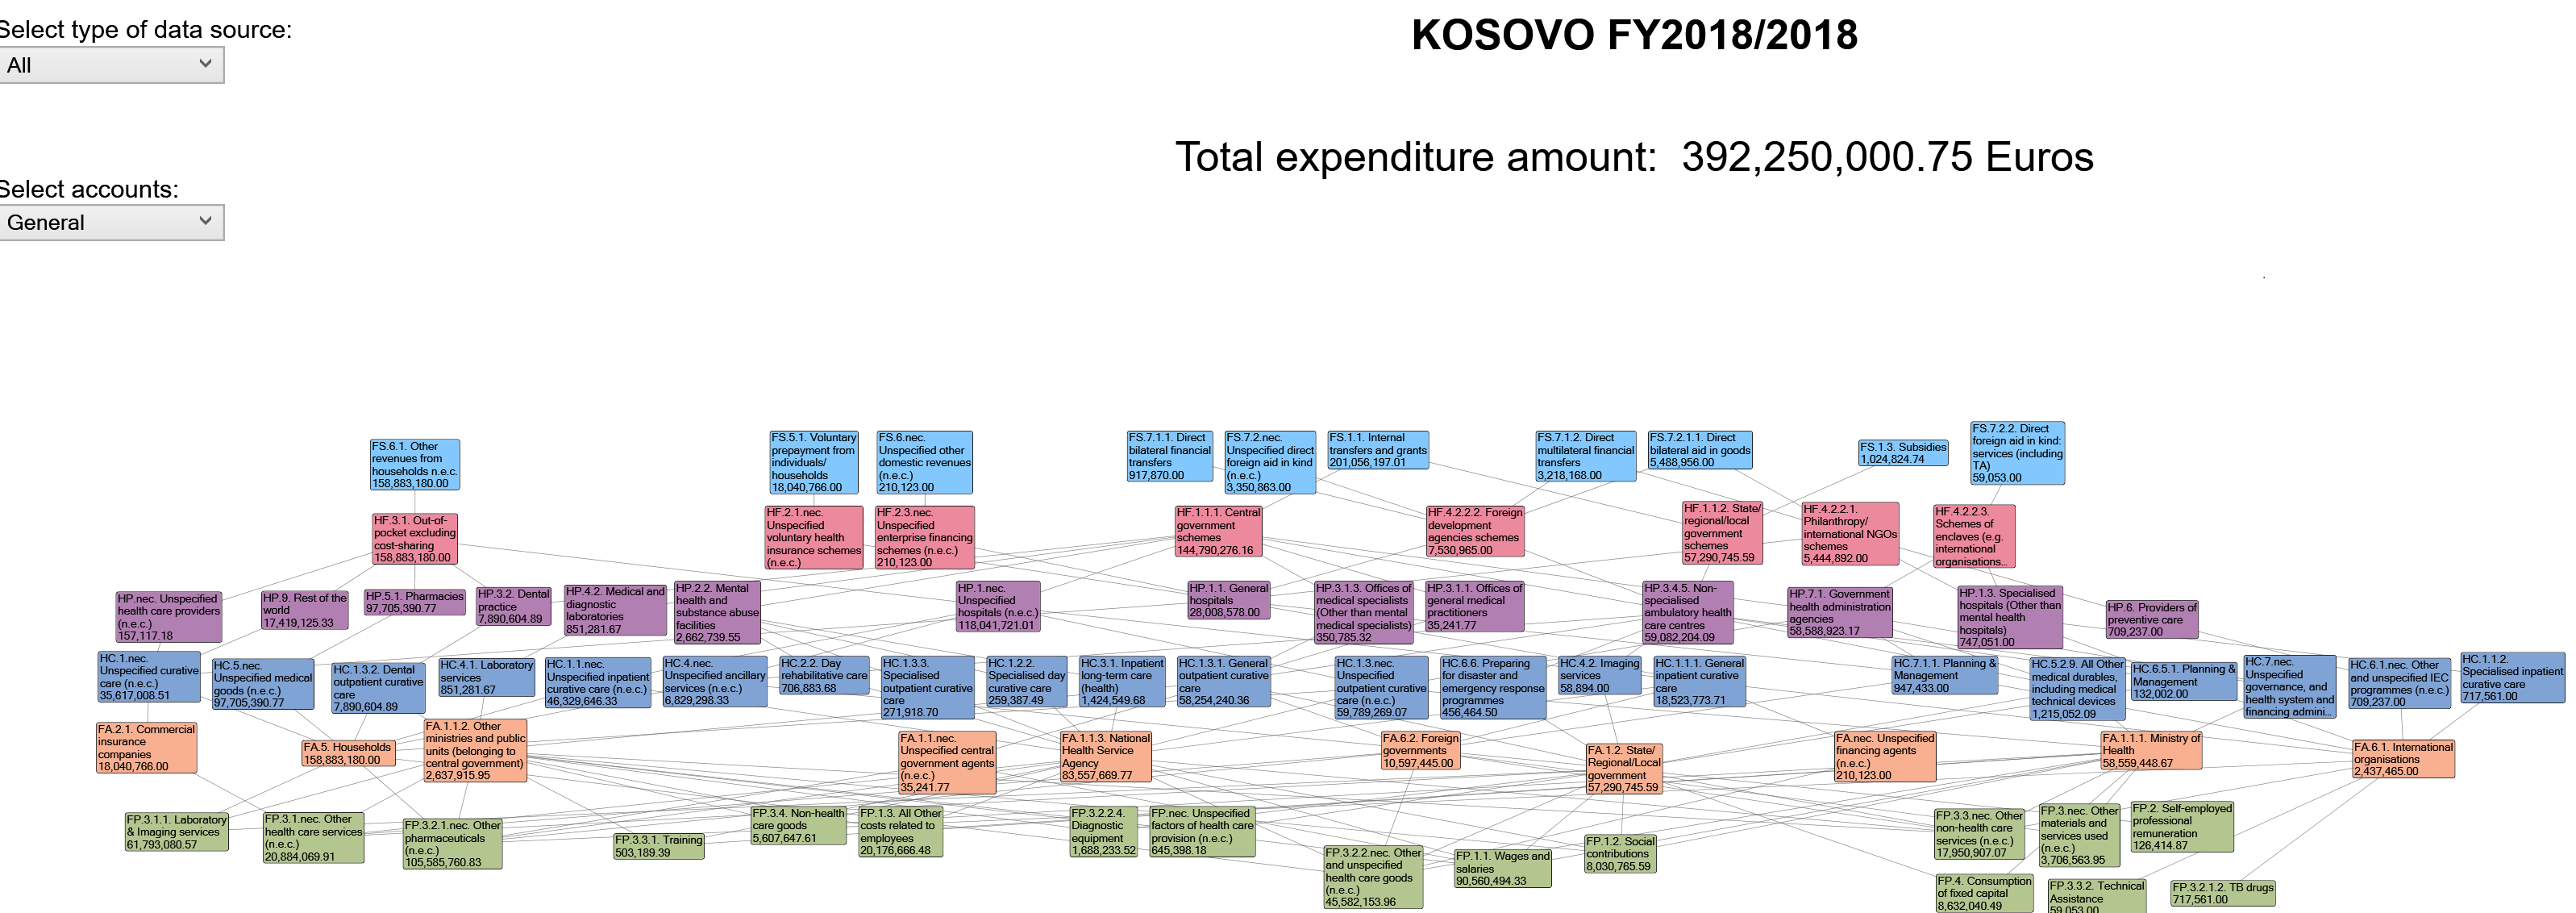 Select type of data source:
All
KOSOVO FY2018/2018
Total expenditure amount: 392,250,000.75 Euros
Select accounts:
General
FS.6.1. Other
revenues from
households n.e.c.
158,883,180.00
FS.5.1. Voluntary
prepayment from
individuals/
households
18,040,766.00
FS.6.nec.
Unspecified other
domestic revenues
(n.e.c.)
210,123.00
FS.7.1.1. Direct
bilateral financial
transfers
917,870.00
FS.7.2.nec.
Unspecified direct
foreign aid in kind
(n.e.c.)
3,350,863.00
FS.1.1. Internal
transfers and grants
201,056,197.01
FS.7.1.2. Direct
multilateral financial
transfers
3,218,168.00
FS.7.2.1.1. Direct
bilateral aid in goods
5,488,956.00
FS.1.3. Subsidies
1,024,824.74
FS.7.2.2. Direct
foreign aid in kind:
services (including
TA)
59,053.00
HF.3.1. Out-of-
pocket excluding
cost-sharing
158,883,180.00
HF.2.1.nec.
Unspecified
voluntary health
insurance schemes
(n.e.c.)
HF.2.3.nec.
Unspecified
enterprise financing
schemes (n.e.c.)
210,123.00
HF.1.1.1. Central
government
schemes
144,790,276.16
HF.4.2.2.2. Foreign
development
agencies schemes
7,530,965.00
HF.1.1.2. State/
regional/local
government
schemes
57,290,745.59
HF.4.2.2.1.
Philanthropy/
international NGOs
schemes
5,444,892.00
HF.4.2.2.3.
Schemes of
enclaves (e.g.
international
organisations...
HP.nec. Unspecified
health care providers
(n.e.c.)
157,117.18
HP.9. Rest of the
world
17,419,125.33
HP.5.1. Pharmacies
97,705,390.77
HP.3.2. Dental
practice
7,890,604.89
HP.4.2. Medical and
diagnostic
laboratories
851,281.67
HP.2.2. Mental
health and
substance abuse
facilities
2,662,739.55
HP.1.nec.
Unspecified
hospitals (n.e.c.)
118,041,721.01
HP.1.1. General
hospitals
28,008,578.00
HP.3.1.3. Offices of
medical specialists
(Other than mental
medical specialists)
350,785.32
HP.3.1.1. Offices of
general medical
practitioners
35,241.77
HP.3.4.5. Non-
specialised
ambulatory health
care centres
59,082,204.09
HP.7.1. Government
health administration
agencies
58,588,923.17
HP.1.3. Specialised
hospitals (Other than
mental health
hospitals)
747,051.00
HP.6. Providers of
preventive care
709,237.00
HC.1.nec.
Unspecified curative
care (n.e.c.)
35,617,008.51
HC.5.nec.
Unspecified medical
goods (n.e.c.)
97,705,390.77
HC.1.3.2. Dental
outpatient curative
care
7,890,604.89
HC.4.1. Laboratory
services
851,281.67
HC.1.1.nec.
Unspecified inpatient
curative care (n.e.c.)
46,329,646.33
HC.4.nec.
Unspecified ancillary
services (n.e.c.)
6,829,298.33
HC.2.2. Day
rehabilitative care
706,883.68
HC.1.3.3.
Specialised
outpatient curative
care
271,918.70
HC.1.2.2.
Specialised day
curative care
259,387.49
HC.3.1. Inpatient
long-term care
(health)
1,424,549.68
HC.1.3.1. General
outpatient curative
care
58,254,240.36
HC.1.3.nec.
Unspecified
outpatient curative
care (n.e.c.)
59,789,269.07
HC.6.6. Preparing
for disaster and
emergency response
programmes
456,464.50
HC.4.2. Imaging
services
58,894.00
HC.1.1.1. General
inpatient curative
care
18,523,773.71
HC.7.1.1. Planning &
Management
947,433.00
HC.5.2.9. All Other
medical durables,
including medical
technical devices
1,215,052.09
HC.6.5.1. Planning &
Management
132,002.00
HC.7.nec.
Unspecified
governance, and
health system and
financing admini...
HC.6.1.nec. Other
and unspecified IEC
programmes (n.e.c.)
709,237.00
HC.1.1.2.
Specialised inpatient
curative care
717,561.00
FA.2.1. Commercial
insurance
companies
18,040,766.00
FA.5. Households
158,883,180.00
FA.1.1.2. Other
ministries and public
units (belonging to
central government)
2,637,915.95
FA.1.1.nec.
Unspecified central
government agents
(n.e.c.)
35,241.77
FA.1.1.3. National
Health Service
Agency
83,557,669.77
FA.6.2. Foreign
governments
10,597,445.00
FA.1.2. State/
Regional/Local
government
57,290,745.59
FA.nec. Unspecified
financing agents
(n.e.c.)
210,123.00
FA.1.1.1. Ministry of
Health
58,559,448.67
FA.6.1. International
organisations
2,437,465.00
FP.3.1.1. Laboratory
& Imaging services
61,793,080.57
FP.3.1.nec. Other
health care services
(n.e.c.)
20,884,069.91
FP.3.2.1.nec. Other
pharmaceuticals
(n.e.c.)
105,585,760.83
FP.3.3.1. Training
503,189.39
FP.3.4. Non-health
care goods
5,607,647.61
FP.1.3. All Other
costs related to
employees
20,176,666.48
FP.3.2.2.4.
Diagnostic
equipment
1,688,233.52
FP.nec. Unspecified
factors of health care
provision (n.e.c.)
645,398.18
FP.3.2.2.nec. Other
and unspecified
health care goods
(n.e.c.)
45,582,153.96
FP.1.1. Wages and
salaries
90,560,494.33
FP.1.2. Social
contributions
8,030,765.59
FP.3.3.nec. Other
non-health care
services (n.e.c.)
17,950,907.07
FP.3.nec. Other
materials and
services used
(n.e.c.)
3,706,563.95
FP.2. Self-employed
professional
remuneration
126,414.87
FP.4. Consumption
of fixed capital
8,632,040.49
FP.3.3.2. Technical
Assistance
59,053.00
FP.3.2.1.2. TB drugs
717,561.00